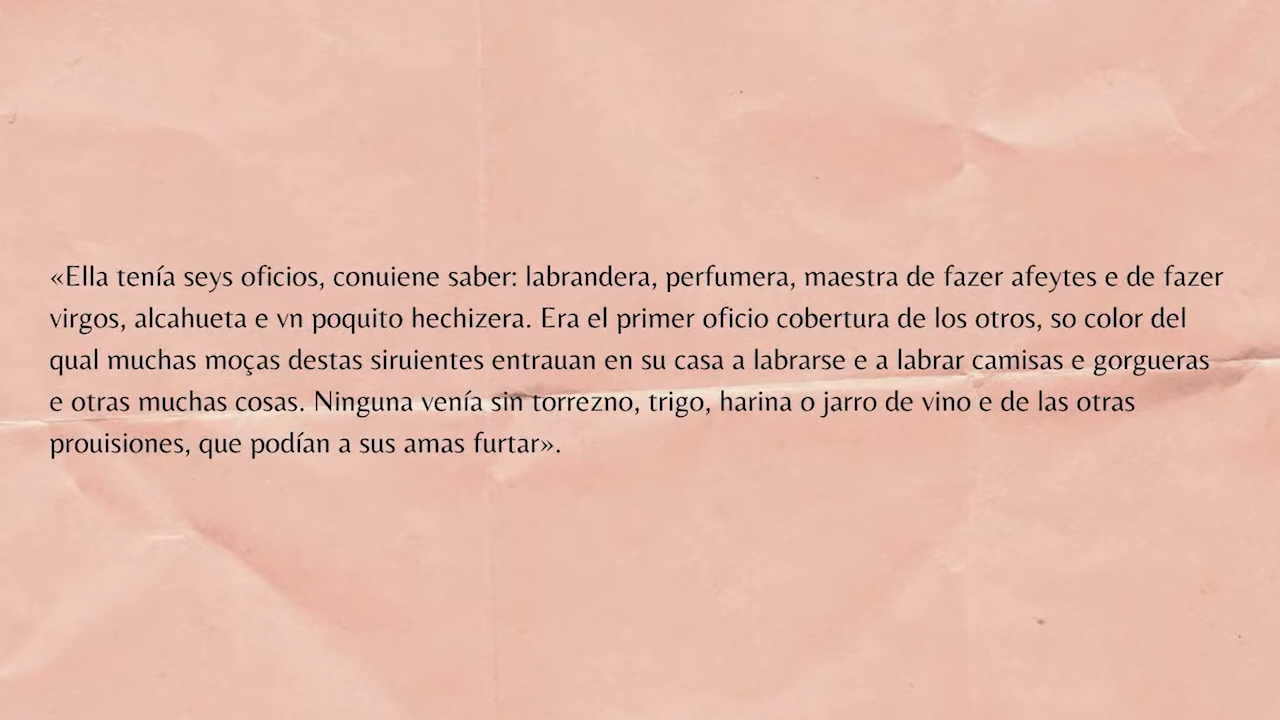 «Ella tenía seys oficios, conuiene saber: labrandera, perfumera, maestra de fazer afeytes e de fazer
virgos, alcahueta e vn poquito hechizera. Era el primer oficio cobertura de los otros, so color del
qual muchas moças destas siruientes entrauan en su casa a labrarse e a labrar camisas e gorgueras
e otras muchas cosas. Ninguna venía sin torrezno, trigo, harina o jarro de vino e de las otras
prouisiones, que podían a sus amas furtar».